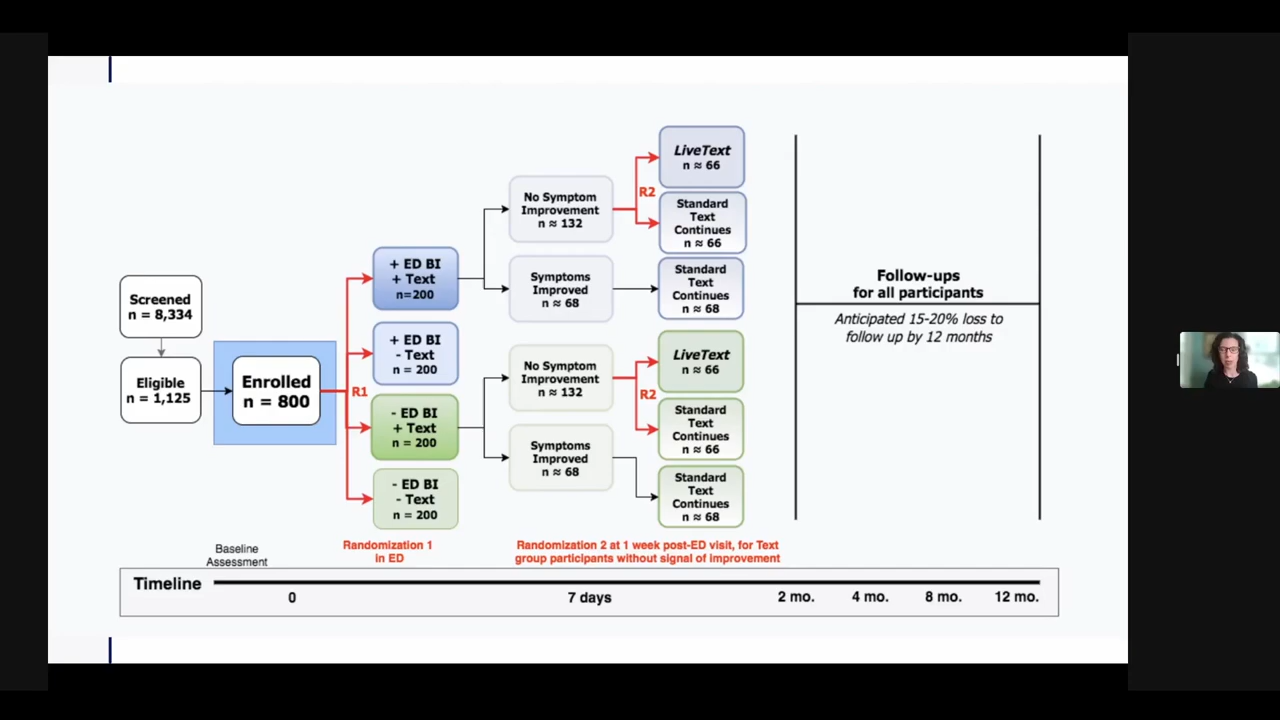 Screened
n = 8,334
Eligible
n = 1,125
Enrolled
n = 800
R1
+ ED BI
+ Text
n=200
+ ED BI
- Text
n = 200
- ED BI
+ Text
n = 200
- ED BI
- Text
n = 200
No Symptom
Improvement
n ≈ 132
Symptoms
Improved
n ≈ 68
No Symptom
Improvement
n ≈ 132
Symptoms
Improved
n ≈ 68
R2
R2
LiveText
n ≈ 66
Standard
Text
Continues
n ≈ 66
Standard
Text
Continues
n ≈ 68
LiveText
n ≈ 66
Standard
Text
Continues
n ≈ 66
Standard
Text
Continues
n ≈ 68
Follow-ups
for all participants
Anticipated 15-20% loss to
follow up by 12 months
Baseline
Assessment
Randomization 1
in ED
Randomization 2 at 1 week post-ED visit, for Text
group participants without signal of improvement
Timeline
0
7 days
2 mo.
4 mo.
8 mo.
12 mo.